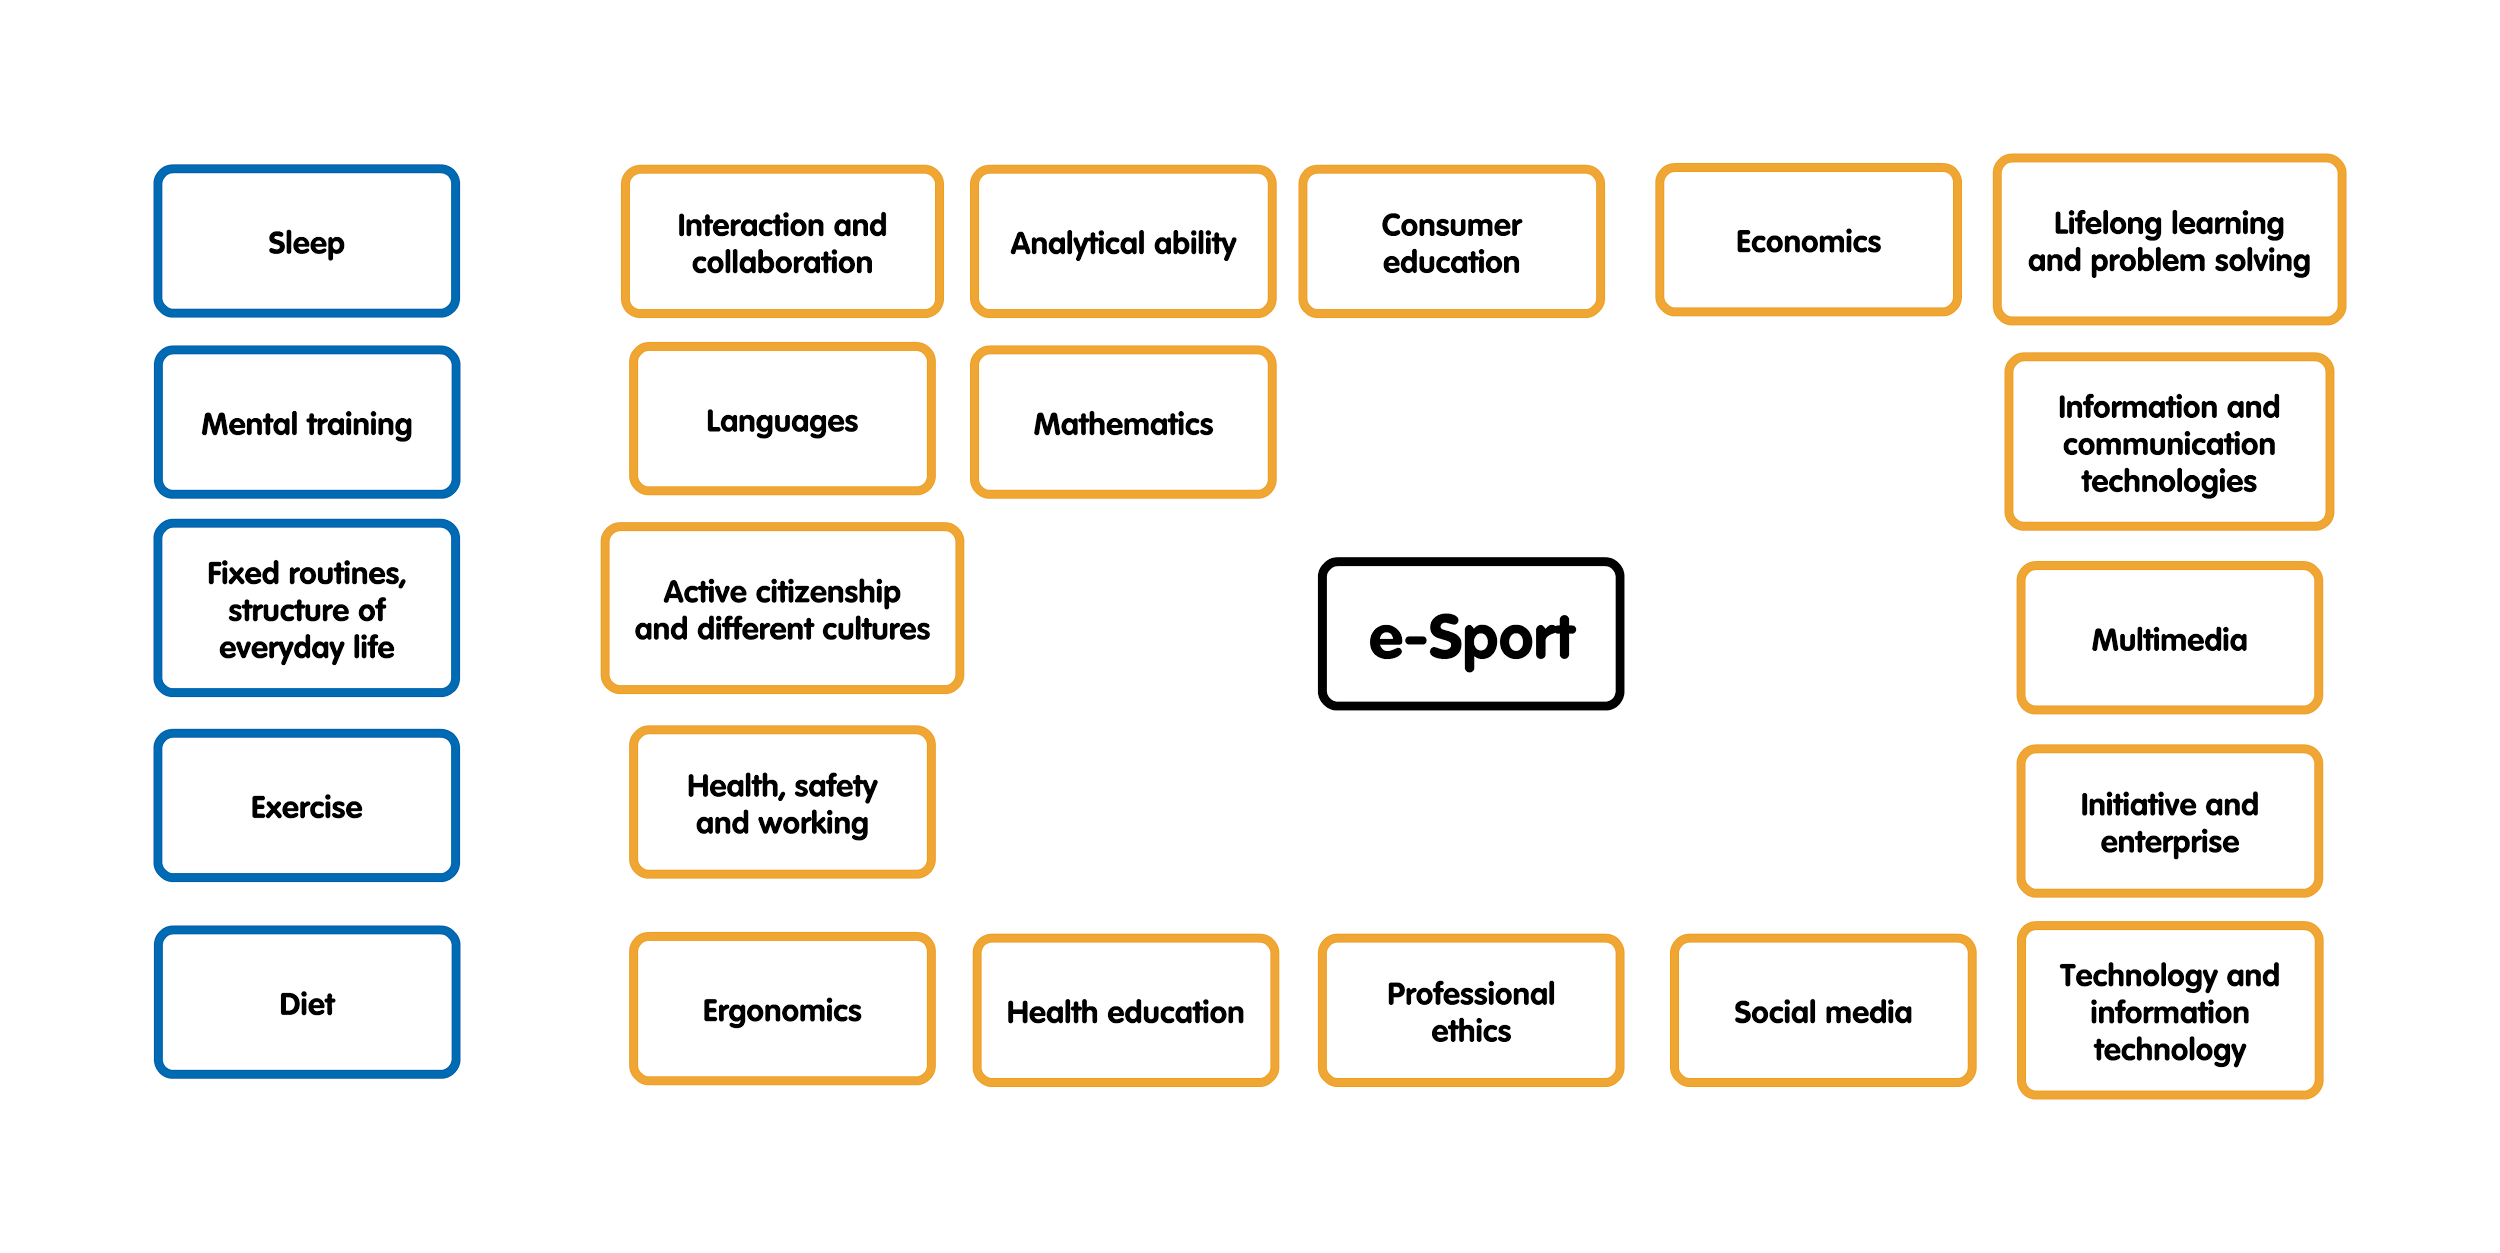 Sleep
Interaction and
collaboration
Analytical ability
Consumer
education
Economics
Lifelong learning
and problem solving
Mental training
Languages
Mathematics
Information and
communication
technologies
Fixed routines,
structure of
everyday life
Active citizenship
and different cultures
e-Sport
Multimedia
Exercise
Health, safety
and working
Initiative and
enterprise
Diet
Ergonomics
Health education
Professional
ethics
Social media
Technology and
information
technology